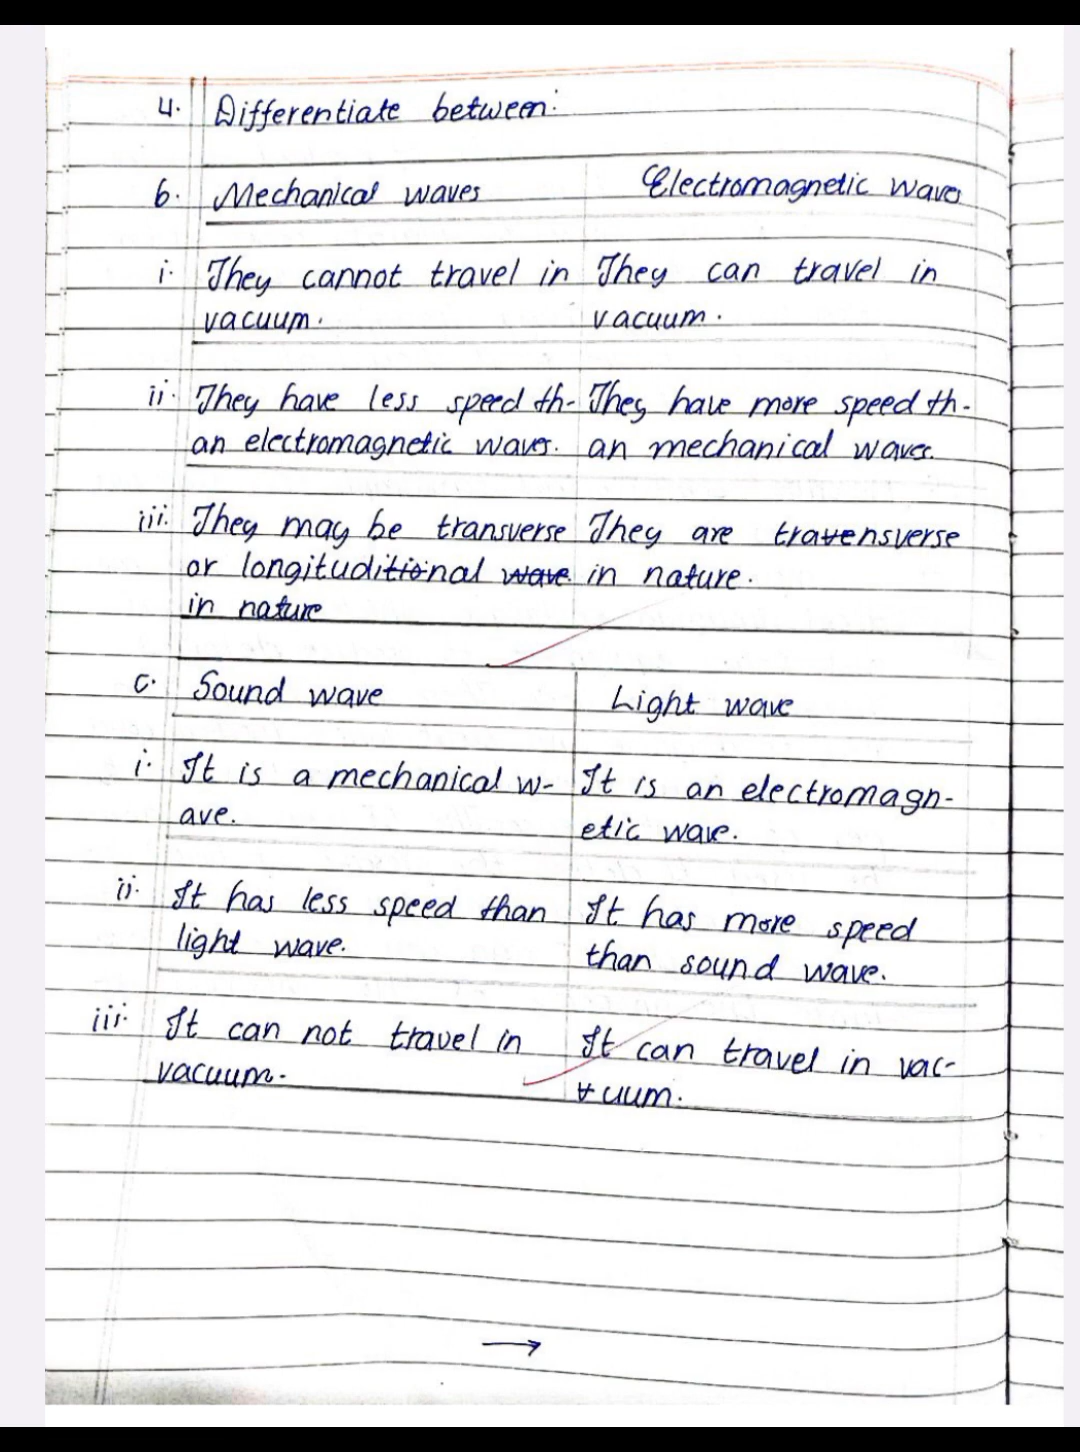 4. Differentiate between:
b. Mechanical waves Electromagnetic waves
i. They cannot travel in They can travel in
vacuum. vacuum.
ii. They have less speed th- They have more speed th-
an electromagnetic waves. an mechanical waves.
iii. They may be transverse They are travensverse
or longituditional wave in nature.
in nature
c. Sound wave Light wave
i. It is a mechanical w- It is an electromagn-
ave. etic wave.
ii. It has less speed than It has more speed
light wave. than sound wave.
iii. It can not travel in It can travel in vac-
vacuum. uum.
→